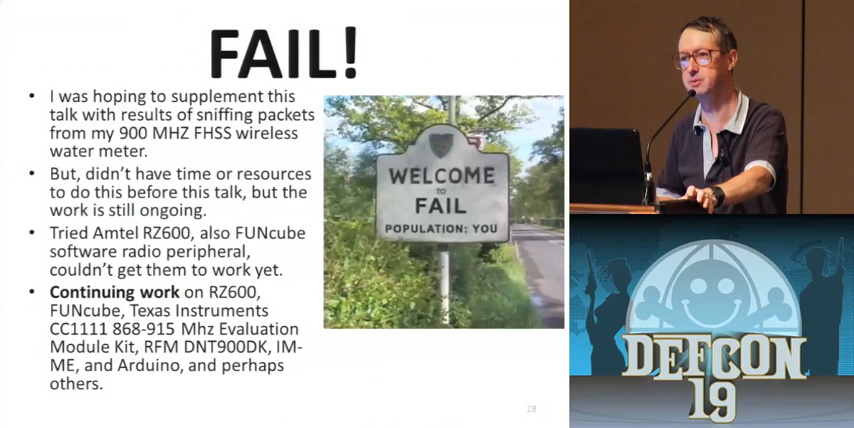 FAIL!
• I was hoping to supplement this
talk with results of sniffing packets
from my 900 MHZ FHSS wireless
water meter.
• But, didn't have time or resources
to do this before this talk, but the
work is still ongoing.
• Tried Amtel RZ600, also FUNcube
software radio peripheral,
couldn't get them to work yet.
• Continuing work on RZ600,
FUNcube, Texas Instruments
CC1111 868-915 Mhz Evaluation
Module Kit, RFM DNT900DK, IM-
ME, and Arduino, and perhaps
others.
WELCOME
TO
FAIL
POPULATION: YOU
28
DEFCON
19